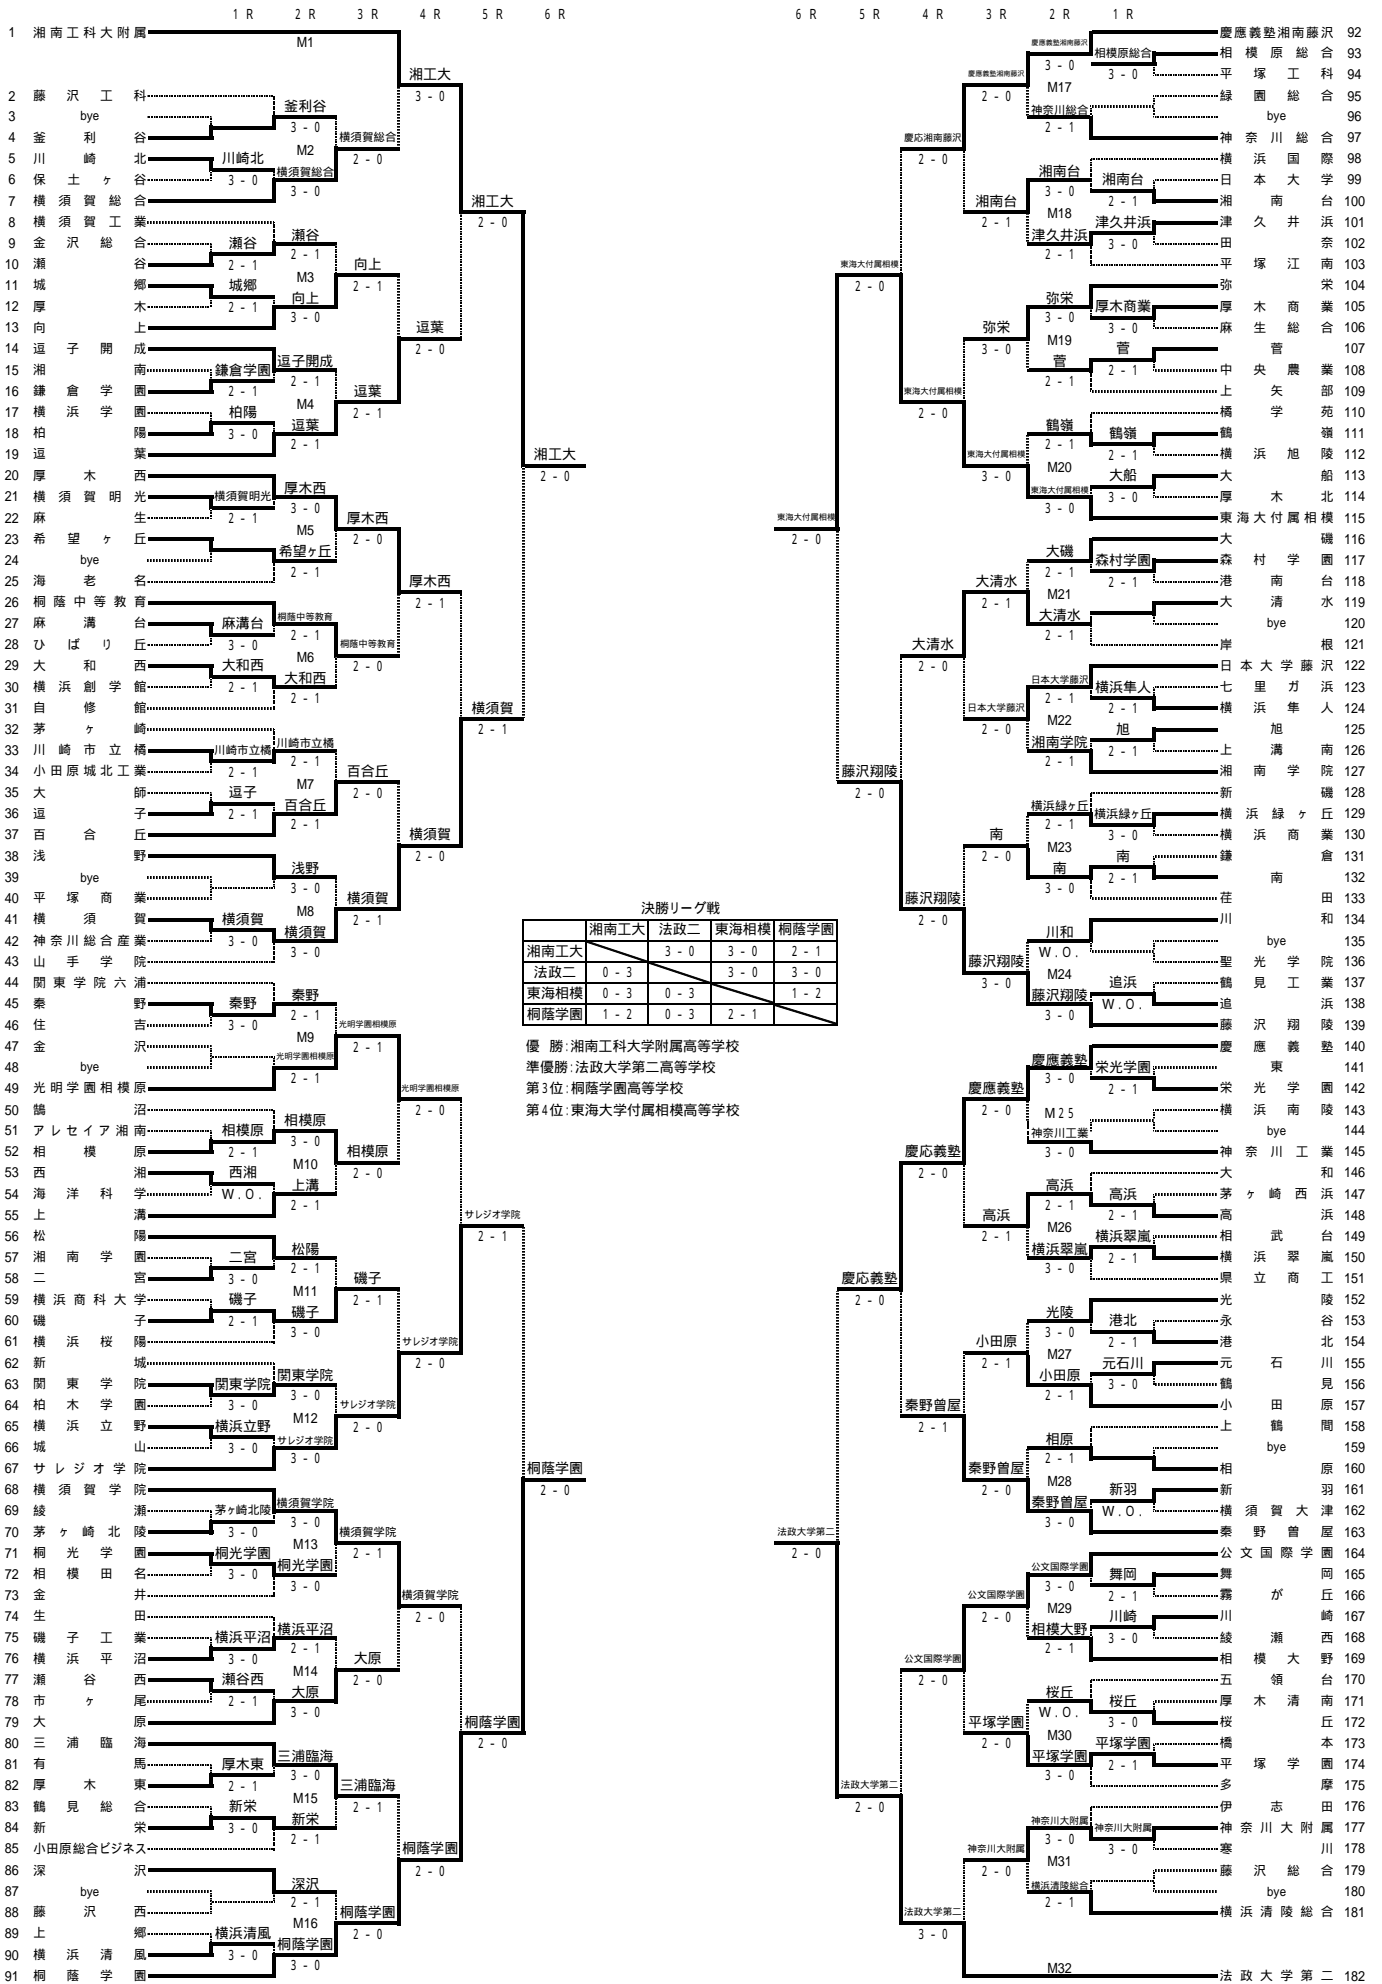 1 R 2 R 3 R 4 R 5 R 6 R
1 湘南工科大附属
2 藤沢工科
3 bye
4 釜利谷
5 川崎北
6 保土ヶ谷
7 横須賀総合
8 横須賀工業
9 金沢総合
10 瀬谷
11 城郷
12 厚木
13 向上
14 逗子開成
15 湘南
16 鎌倉学園
17 横浜学園
18 柏陽
19 逗葉
20 厚木西
21 横須賀明光
22 麻生
23 希望ヶ丘
24 bye
25 海老名
26 桐蔭中等教育
27 麻溝台
28 ひばり丘
29 大和西
30 横浜創学館
31 自修館
32 茅ヶ崎
33 川崎市立橘
34 小田原城北工業
35 大師
36 逗子
37 百合丘
38 浅野
39 bye
40 平塚商業
41 横須賀
42 神奈川総合産業
43 山手学院
44 関東学院六浦
45 秦野
46 住吉
47 金沢
48 bye
49 光明学園相模原
50 鵠沼
51 アレセイア湘南
52 相模原
53 西湘
54 海洋科学
55 上溝
56 松陽
57 湘南学園
58 二宮
59 横浜商科大学
60 磯子
61 横浜桜陽
62 新城
63 関東学院
64 柏木学園
65 横浜立野
66 城山
67 サレジオ学院
68 横須賀学院
69 綾瀬
70 茅ヶ崎北陵
71 桐光学園
72 相模田名
73 金井
74 生田
75 磯子工業
76 横浜平沼
77 瀬谷西
78 市ヶ尾
79 大原
80 三浦臨海
81 有馬
82 厚木東
83 鶴見総合
84 新栄
85 小田原総合ビジネス
86 深沢
87 bye
88 藤沢西
89 上郷
90 横浜清風
91 桐蔭学園
川崎北
3 - 0
瀬谷
2 - 1
城郷
2 - 1
鎌倉学園
2 - 1
柏陽
3 - 0
横須賀明光
2 - 1
麻溝台
3 - 0
大和西
2 - 1
川崎市立橘
2 - 1
逗子
2 - 1
横須賀
3 - 0
秦野
3 - 0
相模原
2 - 1
西湘
W.O.
二宮
3 - 0
磯子
2 - 1
関東学院
3 - 0
横浜立野
3 - 0
茅ヶ崎北陵
3 - 0
桐光学園
3 - 0
横浜平沼
3 - 0
瀬谷西
2 - 1
厚木東
2 - 1
新栄
3 - 0
横浜清風
3 - 0
M1
釜利谷
3 - 0
M2
横須賀総合
3 - 0
瀬谷
2 - 1
M3
向上
3 - 0
逗子開成
2 - 1
M4
逗葉
2 - 1
厚木西
3 - 0
M5
希望ヶ丘
2 - 1
桐蔭中等教育
2 - 1
M6
大和西
2 - 1
川崎市立橘
2 - 1
M7
百合丘
2 - 1
浅野
3 - 0
M8
横須賀
3 - 0
秦野
2 - 1
M9
光明学園相模原
2 - 1
相模原
3 - 0
M10
上溝
2 - 1
松陽
2 - 1
M11
磯子
3 - 0
関東学院
3 - 0
M12
サレジオ学院
3 - 0
横須賀学院
3 - 0
M13
桐光学園
3 - 0
横浜平沼
2 - 1
M14
大原
3 - 0
三浦臨海
3 - 0
M15
新栄
2 - 1
深沢
2 - 1
M16
桐蔭学園
3 - 0
横須賀総合
2 - 0
向上
2 - 1
逗葉
2 - 1
厚木西
2 - 0
桐蔭中等教育
2 - 0
百合丘
2 - 0
横須賀
2 - 1
光明学園相模原
2 - 1
相模原
2 - 0
磯子
2 - 1
サレジオ学院
2 - 0
横須賀学院
2 - 1
大原
2 - 0
三浦臨海
2 - 1
桐蔭学園
2 - 0
湘工大
3 - 0
逗葉
2 - 0
厚木西
2 - 1
横須賀
2 - 0
光明学園相模原
2 - 0
サレジオ学院
2 - 0
横須賀学院
2 - 0
桐蔭学園
2 - 0
湘工大
2 - 0
横須賀
2 - 1
サレジオ学院
2 - 1
桐蔭学園
2 - 0
湘工大
2 - 0
桐蔭学園
2 - 0
決勝リーグ戦
湘南工大 法政二 東海相模 桐蔭学園
湘南工大 3 - 0 3 - 0 2 - 1
法政二 0 - 3 3 - 0 3 - 0
東海相模 0 - 3 0 - 3 1 - 2
桐蔭学園 1 - 2 0 - 3 2 - 1
優 勝:湘南工科大学附属高等学校
準優勝:法政大学第二高等学校
第3位:桐蔭学園高等学校
第4位:東海大学付属相模高等学校
6 R 5 R 4 R 3 R 2 R 1 R
東海大付属相模
2 - 0
法政大学第二
2 - 0
東海大付属相模
2 - 0
藤沢翔陵
2 - 0
慶応義塾
2 - 0
法政大学第二
2 - 0
慶応湘南藤沢
2 - 0
東海大付属相模
2 - 0
大清水
2 - 0
藤沢翔陵
2 - 0
慶応義塾
2 - 0
秦野曽屋
2 - 1
公文国際学園
2 - 0
法政大学第二
3 - 0
慶應義塾湘南藤沢
2 - 0
湘南台
2 - 1
弥栄
3 - 0
東海大付属相模
3 - 0
大清水
2 - 1
日本大学藤沢
2 - 0
南
2 - 0
藤沢翔陵
3 - 0
慶應義塾
2 - 0
高浜
2 - 1
小田原
2 - 1
秦野曽屋
2 - 0
公文国際学園
2 - 0
平塚学園
2 - 0
神奈川大附属
2 - 0
慶應義塾湘南藤沢
3 - 0
M17
神奈川総合
2 - 1
湘南台
3 - 0
M18
津久井浜
2 - 1
弥栄
3 - 0
M19
菅
2 - 1
鶴嶺
2 - 1
M20
東海大付属相模
3 - 0
大磯
2 - 1
M21
大清水
2 - 1
日本大学藤沢
2 - 1
M22
湘南学院
2 - 1
横浜緑ヶ丘
2 - 1
M23
南
3 - 0
川和
W.O.
M24
藤沢翔陵
3 - 0
慶應義塾
3 - 0
M25
神奈川工業
3 - 0
高浜
2 - 1
M26
横浜翠嵐
3 - 0
光陵
3 - 0
M27
小田原
2 - 1
相原
2 - 1
M28
秦野曽屋
3 - 0
公文国際学園
3 - 0
M29
相模大野
2 - 1
桜丘
W.O.
M30
平塚学園
3 - 0
神奈川大附属
3 - 0
M31
横浜清陵総合
2 - 1
M32
相模原総合
3 - 0
湘南台
2 - 1
津久井浜
3 - 0
厚木商業
3 - 0
菅
2 - 1
鶴嶺
2 - 1
大船
3 - 0
森村学園
2 - 1
横浜隼人
2 - 1
旭
2 - 1
横浜緑ヶ丘
3 - 0
南
2 - 1
追浜
W.O.
栄光学園
2 - 1
高浜
2 - 1
横浜翠嵐
2 - 1
港北
2 - 1
元石川
3 - 0
新羽
W.O.
舞岡
2 - 1
川崎
3 - 0
桜丘
3 - 0
平塚学園
2 - 1
神奈川大附属
3 - 0
慶應義塾湘南藤沢 92
相模原総合 93
平塚工科 94
緑園総合 95
bye 96
神奈川総合 97
横浜国際 98
日本大学 99
湘南台 100
津久井浜 101
田奈 102
平塚江南 103
弥栄 104
厚木商業 105
麻生総合 106
菅 107
中央農業 108
上矢部 109
橘学苑 110
鶴嶺 111
横浜旭陵 112
大船 113
厚木北 114
東海大付属相模 115
大磯 116
森村学園 117
港南台 118
大清水 119
bye 120
岸根 121
日本大学藤沢 122
七里ガ浜 123
横浜隼人 124
旭 125
上溝南 126
湘南学院 127
新磯 128
横浜緑ヶ丘 129
横浜商業 130
鎌倉 131
南 132
荏田 133
川和 134
bye 135
聖光学院 136
鶴見工業 137
追浜 138
藤沢翔陵 139
慶應義塾 140
東 141
栄光学園 142
横浜南陵 143
bye 144
神奈川工業 145
大和 146
茅ヶ崎西浜 147
高浜 148
相武台 149
横浜翠嵐 150
県立商工 151
光陵 152
永谷 153
港北 154
元石川 155
鶴見 156
小田原 157
上鶴間 158
bye 159
相原 160
新羽 161
横須賀大津 162
秦野曽屋 163
公文国際学園 164
舞岡 165
霧が丘 166
川崎 167
綾瀬西 168
相模大野 169
五領台 170
厚木清南 171
桜丘 172
橋本 173
平塚学園 174
多摩 175
伊志田 176
神奈川大附属 177
寒川 178
藤沢総合 179
bye 180
横浜清陵総合 181
法政大学第二 182